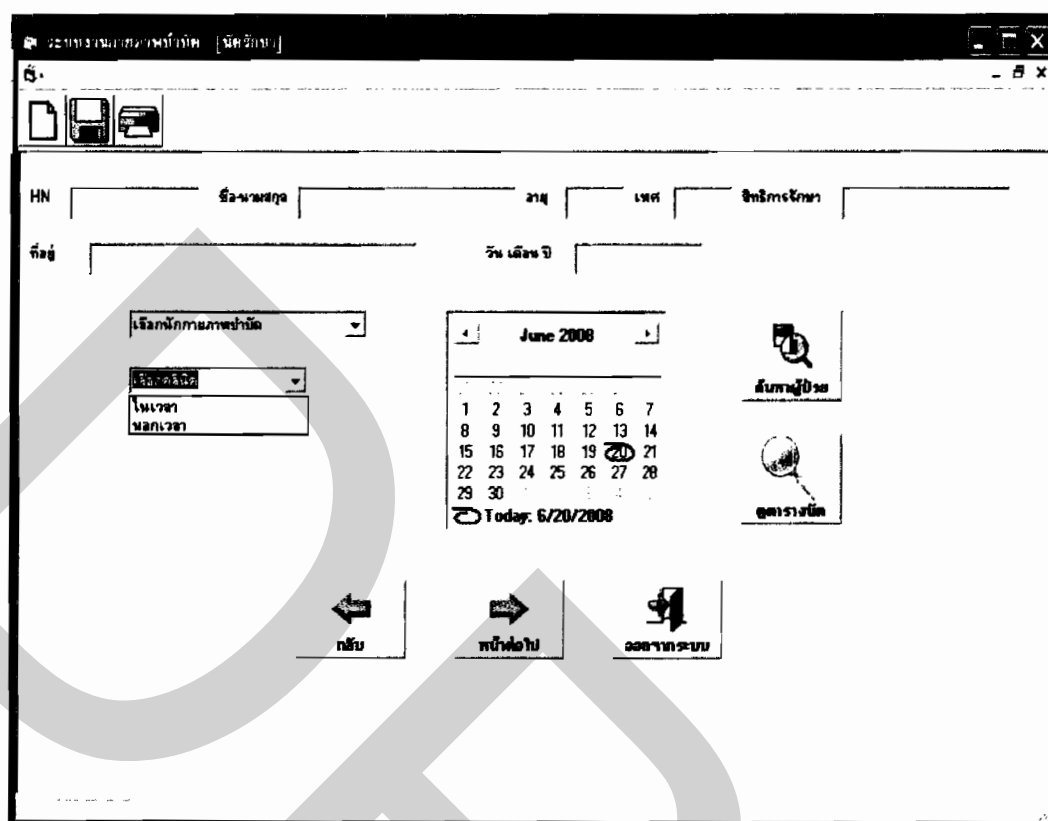 ระบบงานกายภาพบำบัด [นัดรักษา]
HN ชื่อ-นามสกุล อายุ เพศ สิทธิการรักษา
ที่อยู่ วัน เดือน ปี
เลือกนักกายภาพบำบัด
เลือกคลินิค
ในเวลา
นอกเวลา
June 2008
1 2 3 4 5 6 7
8 9 10 11 12 13 14
15 16 17 18 19 20 21
22 23 24 25 26 27 28
29 30
Today: 6/20/2008
ค้นหาผู้ป่วย
ดูตารางนัด
กลับ
หน้าต่อไป
ออกจากระบบ